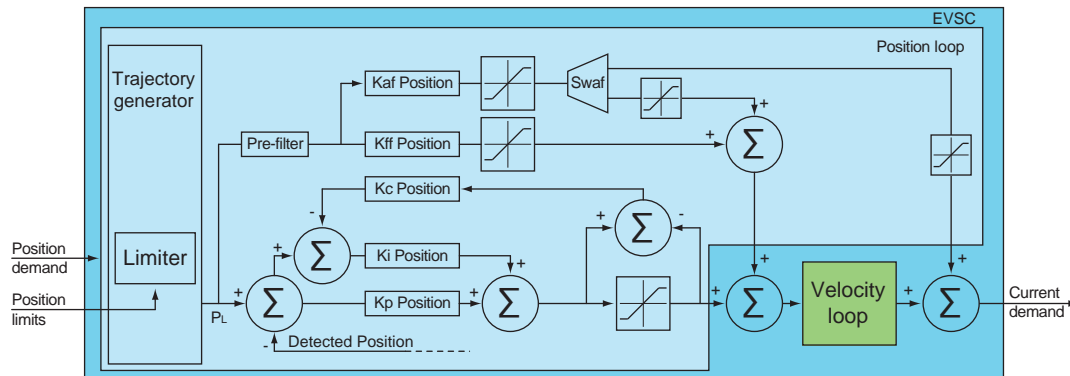 EVSC
Position loop
Trajectory
generator
Kaf Position
Swaf
+
Pre-filter
Kff Position
+
Σ
Kc Position
-
+
-
Σ
+
Σ
Ki Position
+
Position
demand
Limiter
+
+
Position
limits
+
Σ
Kp Position
+
Σ
+
Σ
Velocity
loop
+
Σ
Current
demand
PL
-
Detected Position